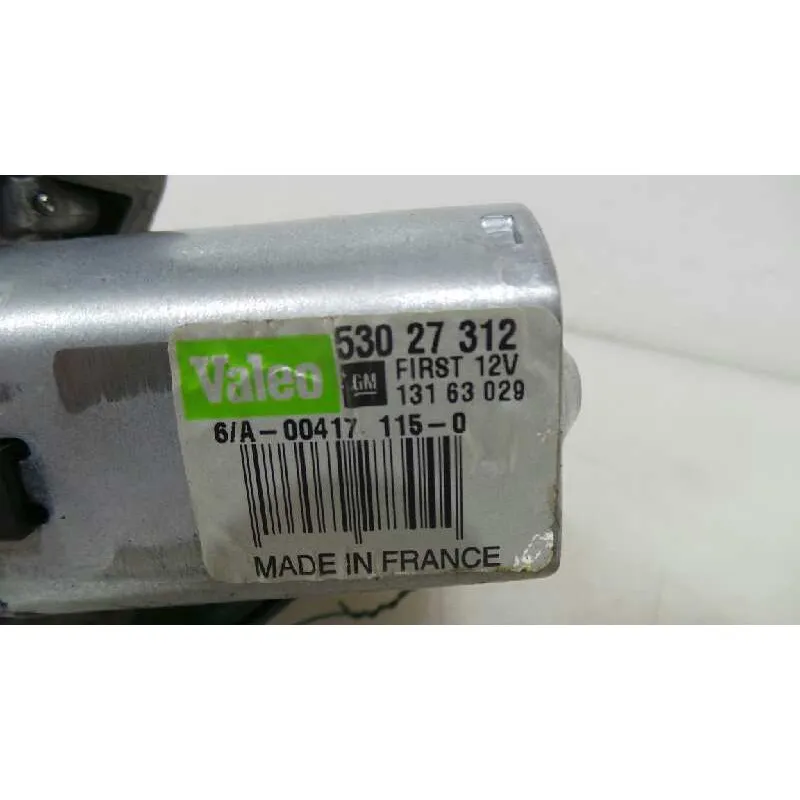 Valeo 530 27 312
GM FIRST 12V
131 63 029
6/A-00417 115-0
MADE IN FRANCE